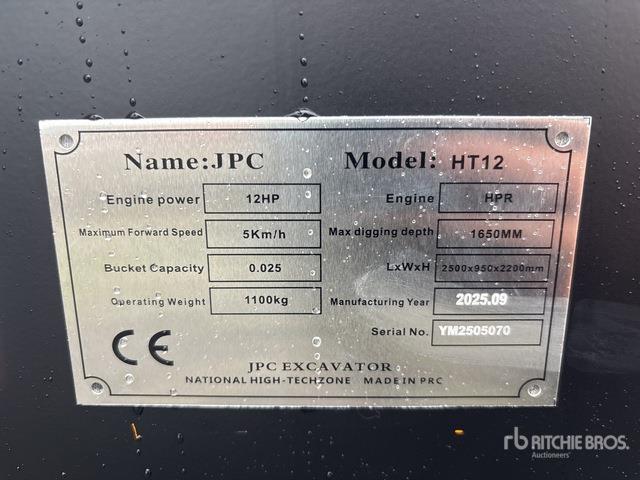 Name:JPC Model: HT12
Engine power 12HP Engine HPR
Maximum Forward Speed 5Km/h Max digging depth 1650MM
Bucket Capacity 0.025 LxWxH 2500x950x2200mm
Operating Weight 1100kg Manufacturing Year 2025.09
Serial No. YM2505070
CE
JPC EXCAVATOR
NATIONAL HIGH-TECHZONE MADE IN PRC
rb RITCHIE BROS.
Auctioneers